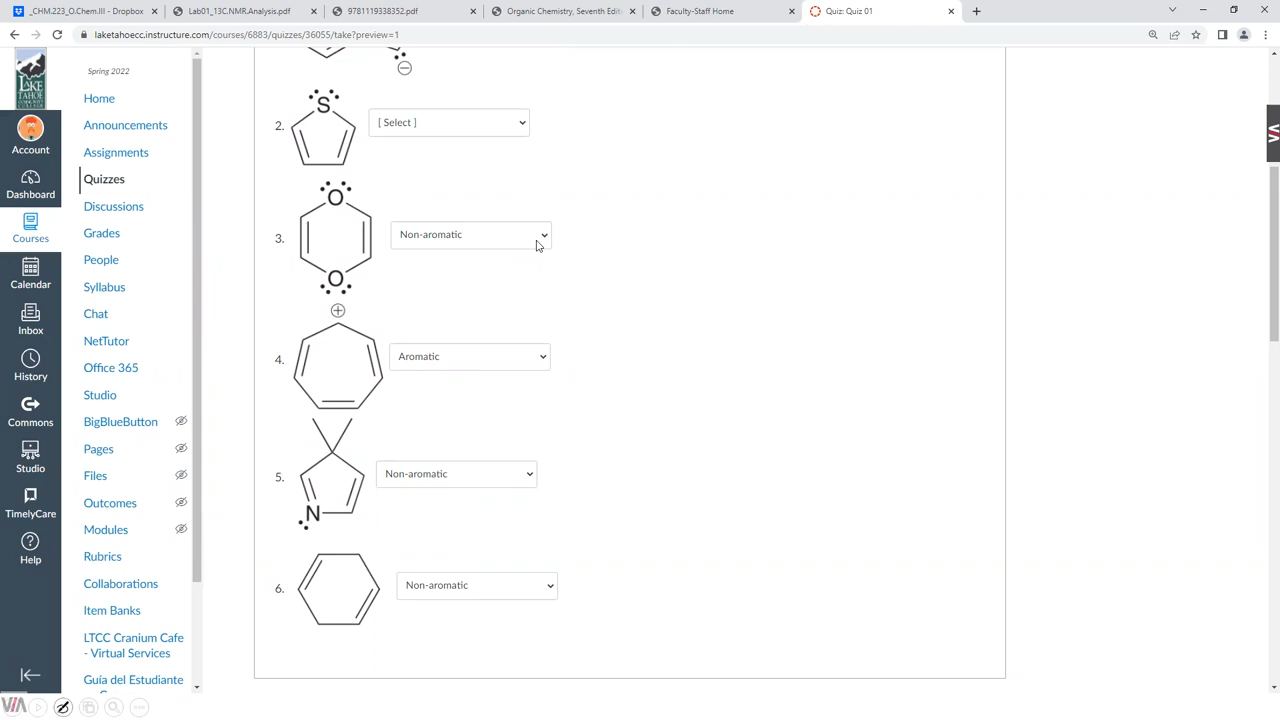 _CHM.223_O.Chem.III - Dropbox
Lab01_13C.NMR.Analysis.pdf
9781119338352.pdf
Organic Chemistry, Seventh Edit
Faculty-Staff Home
Quiz: Quiz 01
laketahoecc.instructure.com/courses/6883/quizzes/36055/take?preview=1
LAKE
TAHOE
Account
Dashboard
Courses
Calendar
Inbox
History
Commons
Studio
TimelyCare
Help
Spring 2022
Home
Announcements
Assignments
Quizzes
Discussions
Grades
People
Syllabus
Chat
NetTutor
Office 365
Studio
BigBlueButton
Pages
Files
Outcomes
Modules
Rubrics
Collaborations
Item Banks
LTCC Cranium Cafe
- Virtual Services
Guía del Estudiante
2.
S
[ Select ]
3.
O
O
Non-aromatic
4.
Aromatic
5.
N
Non-aromatic
6.
Non-aromatic
VIA